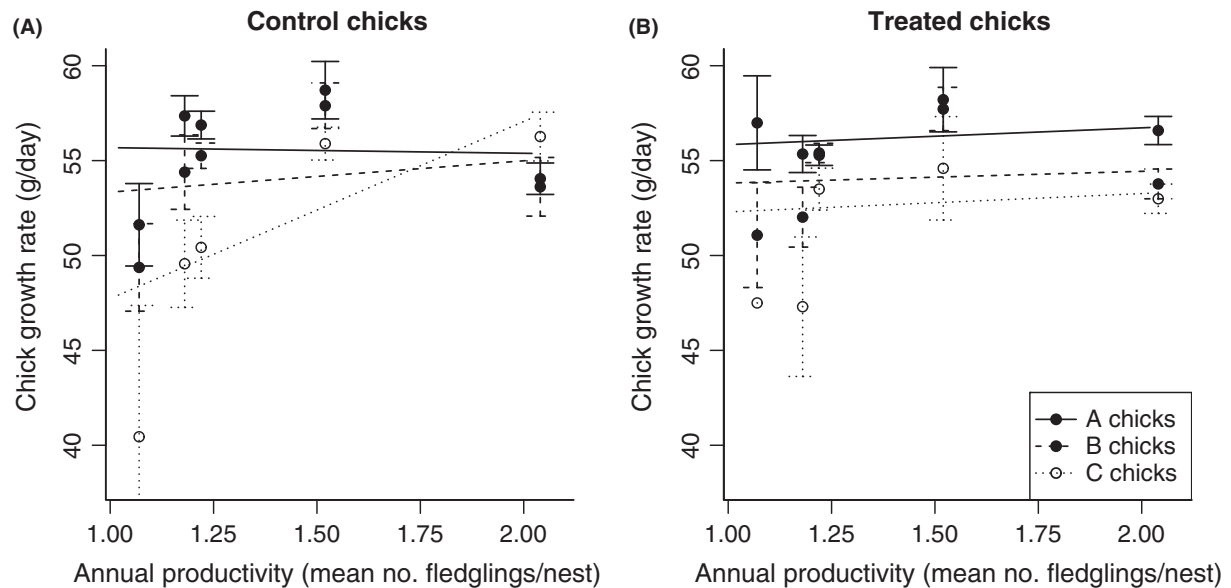 (A)
Control chicks
60
55
50
45
40
Chick growth rate (g/day)
1.00 1.25 1.50 1.75 2.00
Annual productivity (mean no. fledglings/nest)
(B)
Treated chicks
60
55
50
45
40
Chick growth rate (g/day)
A chicks
B chicks
C chicks
1.00 1.25 1.50 1.75 2.00
Annual productivity (mean no. fledglings/nest)